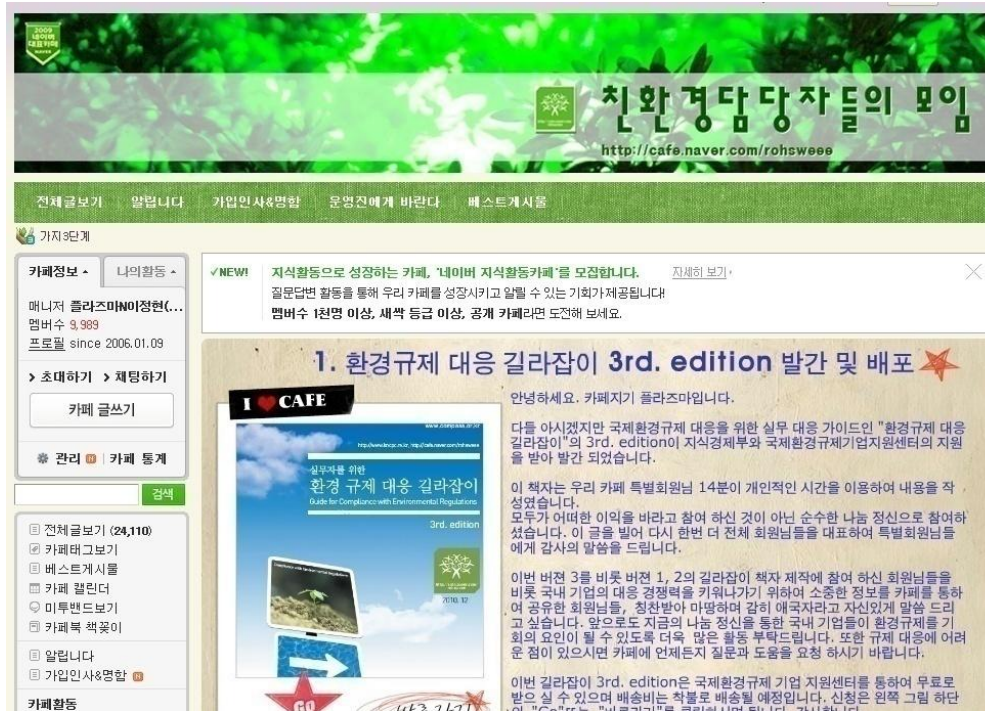 2009
네이버
대표카페
NAVER
친환경담당자들의 모임
http://cafe.naver.com/rohsweee
전체글보기 알립니다 가입인사&명함 운영진에게 바란다 베스트게시물
가지3단계
카페정보 나의활동
매니저 플라즈마N이정현(...
멤버수 9,989
프로필 since 2006.01.09
초대하기 채팅하기
카페 글쓰기
관리 카페 통계
검색
전체글보기 (24,110)
카페태그보기
베스트게시물
카페 캘린더
미투밴드보기
카페북 책꽂이
알립니다
가입인사&명함
카페활동
NEW! 지식활동으로 성장하는 카페, '네이버 지식활동카페'를 모집합니다. 자세히 보기
질문답변 활동을 통해 우리 카페를 성장시키고 알릴 수 있는 기회가 제공됩니다!
멤버수 1천명 이상, 새싹 등급 이상, 공개 카페라면 도전해 보세요.
1. 환경규제 대응 길라잡이 3rd. edition 발간 및 배포
I CAFE
실무자를 위한
환경 규제 대응 길라잡이
Guide for Compliance with Environmental Regulations
3rd. edition
2010. 12
GO
바로가기
안녕하세요. 카페지기 플라즈마입니다.
다들 아시겠지만 국제환경규제 대응을 위한 실무 대응 가이드인 "환경규제 대응
길라잡이"의 3rd. edition이 지식경제부와 국제환경규제기업지원센터의 지원
을 받아 발간 되었습니다.
이 책자는 우리 카페 특별회원님 14분이 개인적인 시간을 이용하여 내용을 작
성였습니다.
모두가 어떠한 이익을 바라고 참여 하신 것이 아닌 순수한 나눔 정신으로 참여하
셨습니다. 이 글을 빌어 다시 한번 더 전체 회원님들을 대표하여 특별회원님들
에게 감사의 말씀을 드립니다.
이번 버젼 3를 비롯 버젼 1, 2의 길라잡이 책자 제작에 참여 하신 회원님들을
비롯 국내 기업의 대응 경쟁력을 키워나가기 위하여 소중한 정보를 카페를 통하
여 공유한 회원님들, 칭찬받아 마땅하며 감히 애국자라고 자신있게 말씀 드리
고 싶습니다. 앞으로도 지금의 나눔 정신을 통한 국내 기업들이 환경규제를 기
회의 요인이 될 수 있도록 더욱 많은 활동 부탁드립니다. 또한 규제 대응에 어려
운 점이 있으시면 카페에 언제든지 질문과 도움을 요청 하시기 바랍니다.
이번 길라잡이 3rd. edition은 국제환경규제 기업 지원센터를 통하여 무료로
받으 실 수 있으며 배송비는 착불로 배송될 예정입니다. 신청은 왼쪽 그림 하단